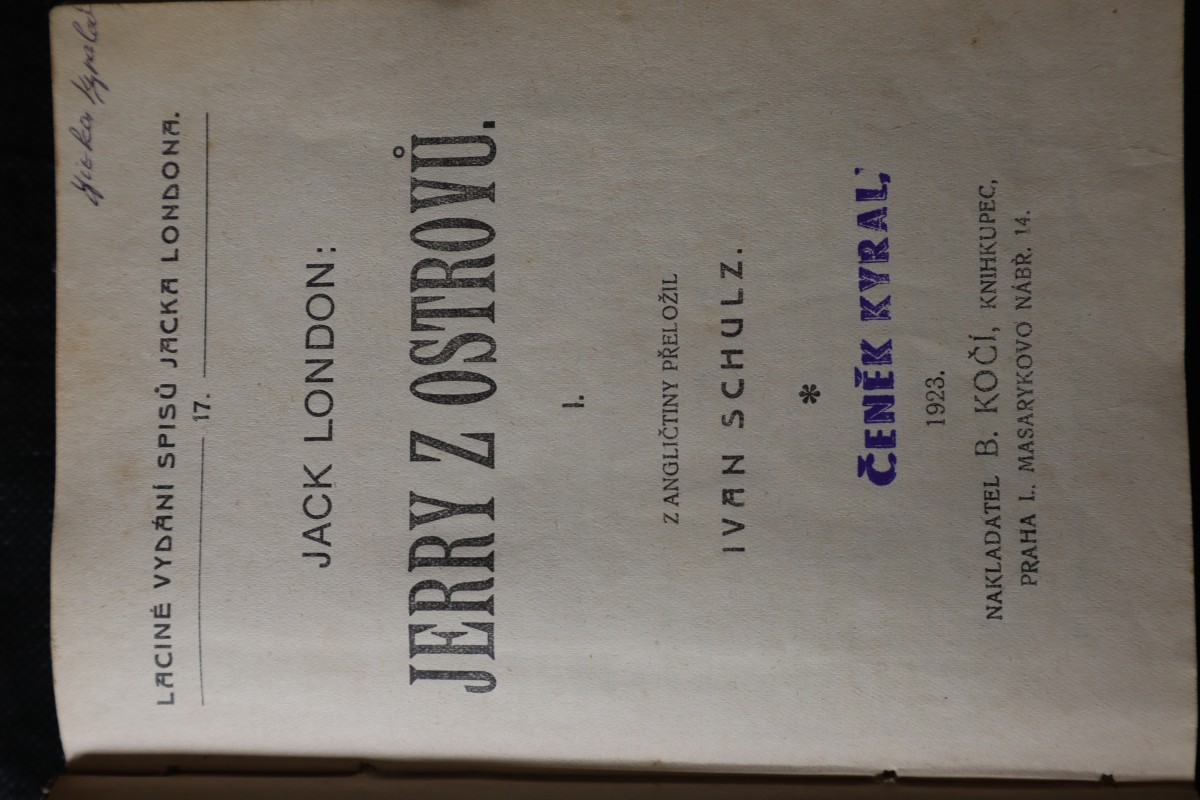 LACINÉ VYDÁNÍ SPISŮ JACKA LONDONA.
17.
JACK LONDON:
JERRY Z OSTROVŮ.
I.
Z ANGLIČTINY PŘELOŽIL
IVAN SCHULZ.
*
ČENĚK KYRAL,
1923.
NAKLADATEL B. KOČÍ, KNIHKUPEC,
PRAHA I., MASARYKOVO NÁBŘ. 14.